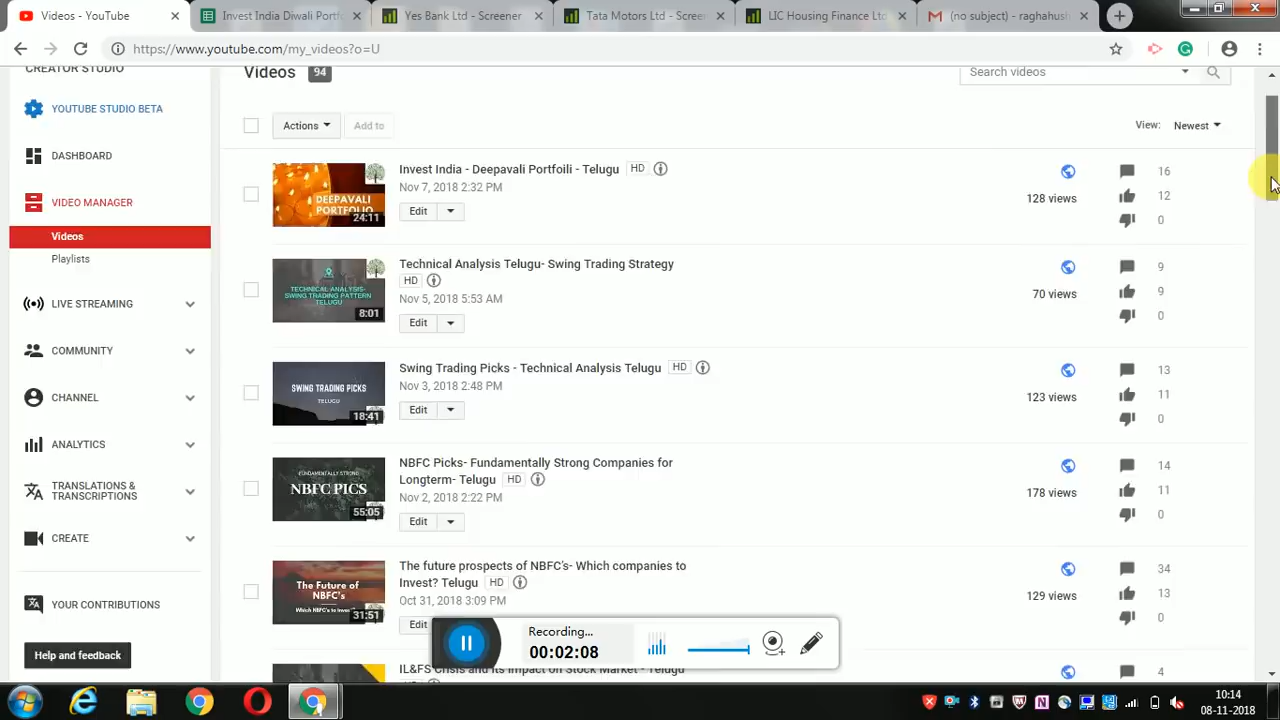 Videos - YouTube
Invest India Diwali Portf
Yes Bank Ltd - Screener
Tata Motors Ltd - Scree
LIC Housing Finance Ltd
(no subject) - raghahush
https://www.youtube.com/my_videos?o=U
CREATOR STUDIO
Videos 94
Search videos
YOUTUBE STUDIO BETA
Actions
Add to
View:
Newest
DASHBOARD
VIDEO MANAGER
Videos
Playlists
LIVE STREAMING
COMMUNITY
CHANNEL
ANALYTICS
TRANSLATIONS &
TRANSCRIPTIONS
CREATE
YOUR CONTRIBUTIONS
Help and feedback
DEEPAVALI
PORTFOLIO
24:11
Invest India - Deepavali Portfoili - Telugu HD
Nov 7, 2018 2:32 PM
Edit
128 views
16
12
0
TECHNICAL ANALYSIS-
SWING TRADING PATTERN
TELUGU
8:01
Technical Analysis Telugu- Swing Trading Strategy
HD
Nov 5, 2018 5:53 AM
Edit
70 views
9
9
0
SWING TRADING PICKS
TELUGU
18:41
Swing Trading Picks - Technical Analysis Telugu HD
Nov 3, 2018 2:48 PM
Edit
123 views
13
11
0
FUNDAMENTALLY STRONG
NBFC PICS
55:05
NBFC Picks- Fundamentally Strong Companies for
Longterm- Telugu HD
Nov 2, 2018 2:22 PM
Edit
178 views
14
11
0
The Future of
NBFC's
31:51
The future prospects of NBFC's- Which companies to
Invest? Telugu HD
Oct 31, 2018 3:09 PM
Edit
129 views
34
13
0
IL&FS Crisis and its Impact on Stock Market - Telugu
4
Recording...
00:02:08
10:14
08-11-2018